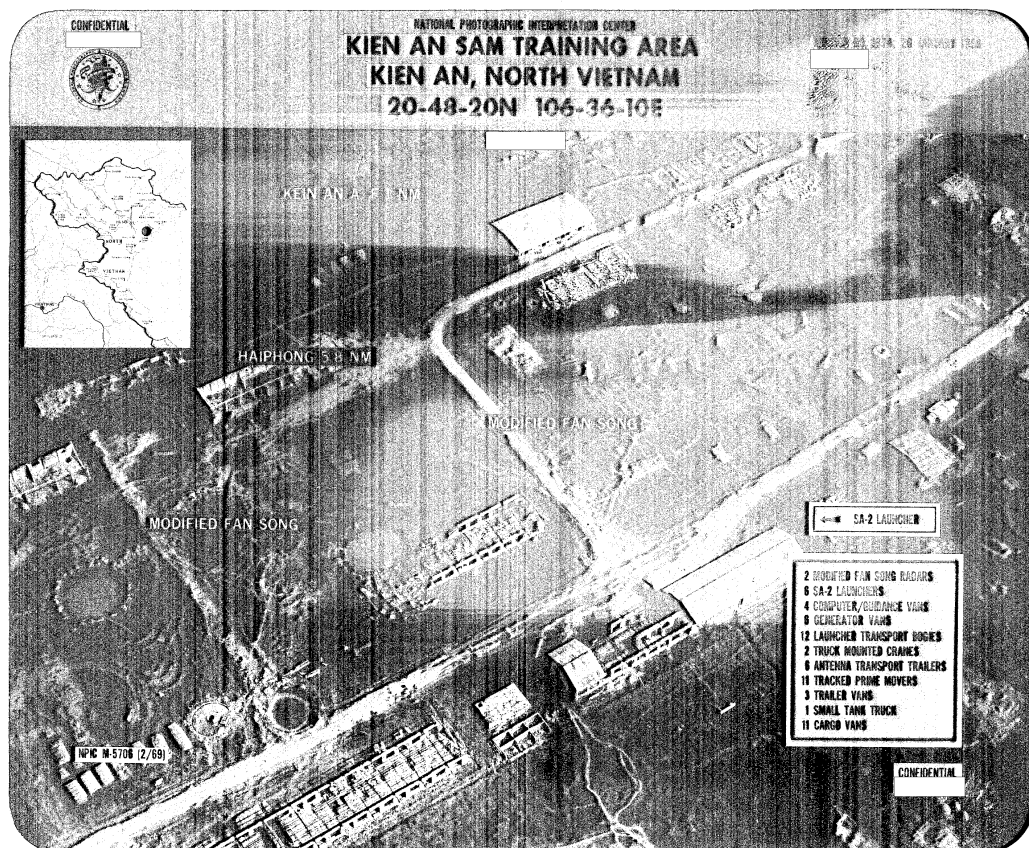 CONFIDENTIAL
NATIONAL PHOTOGRAPHIC INTERPRETATION CENTER
KIEN AN SAM TRAINING AREA
KIEN AN, NORTH VIETNAM
20-48-20N 106-36-10E
NORTH
VIETNAM
KEIN AN A F 1 NM
HAIPHONG 5.8 NM
MODIFIED FAN SONG
MODIFIED FAN SONG
SA-2 LAUNCHER
2 MODIFIED FAN SONG RADARS
6 SA-2 LAUNCHERS
4 COMPUTER/GUIDANCE VANS
6 GENERATOR VANS
12 LAUNCHER TRANSPORT BOGIES
2 TRUCK MOUNTED CRANES
6 ANTENNA TRANSPORT TRAILERS
11 TRACKED PRIME MOVERS
3 TRAILER VANS
1 SMALL TANK TRUCK
11 CARGO VANS
NPIC M-5706 (2/69)
CONFIDENTIAL